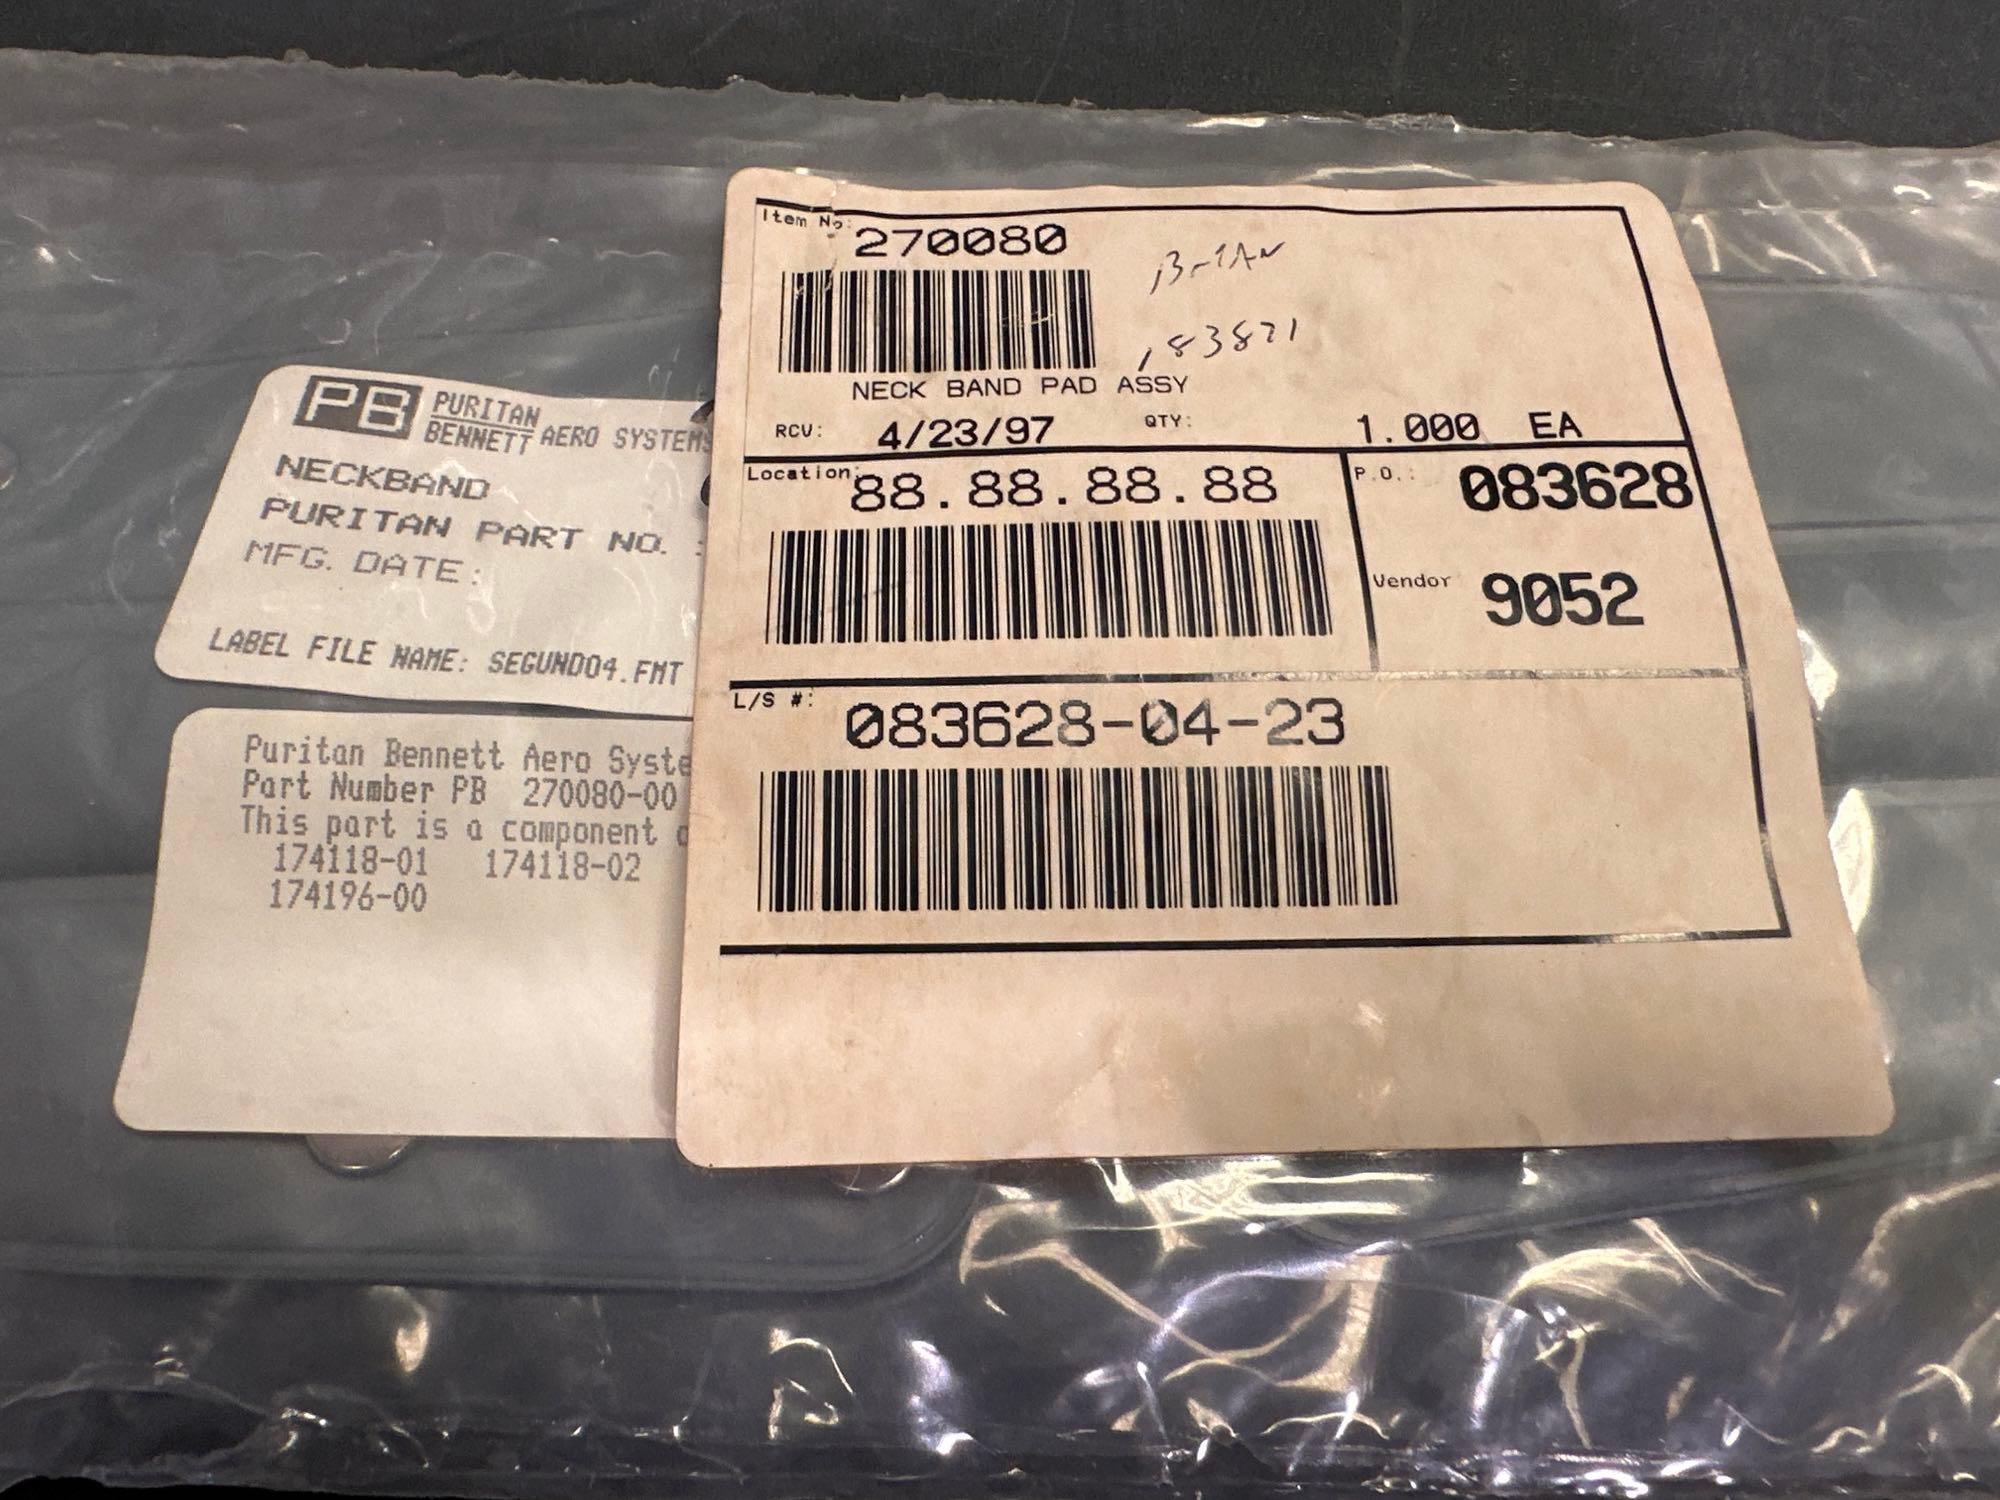 PB PURITAN
BENNETT AERO SYSTEMS
NECKBAND
PURITAN PART NO. :
MFG. DATE:
LABEL FILE NAME: SEGUND04.FMT
Puritan Bennett Aero Syste
Part Number PB 270080-00
This part is a component
174118-01 174118-02
174196-00
Item No: 270080
NECK BAND PAD ASSY
RCV: 4/23/97 QTY: 1.000 EA
Location: 88.88.88.88
P.O.: 083628
Vendor 9052
L/S #: 083628-04-23